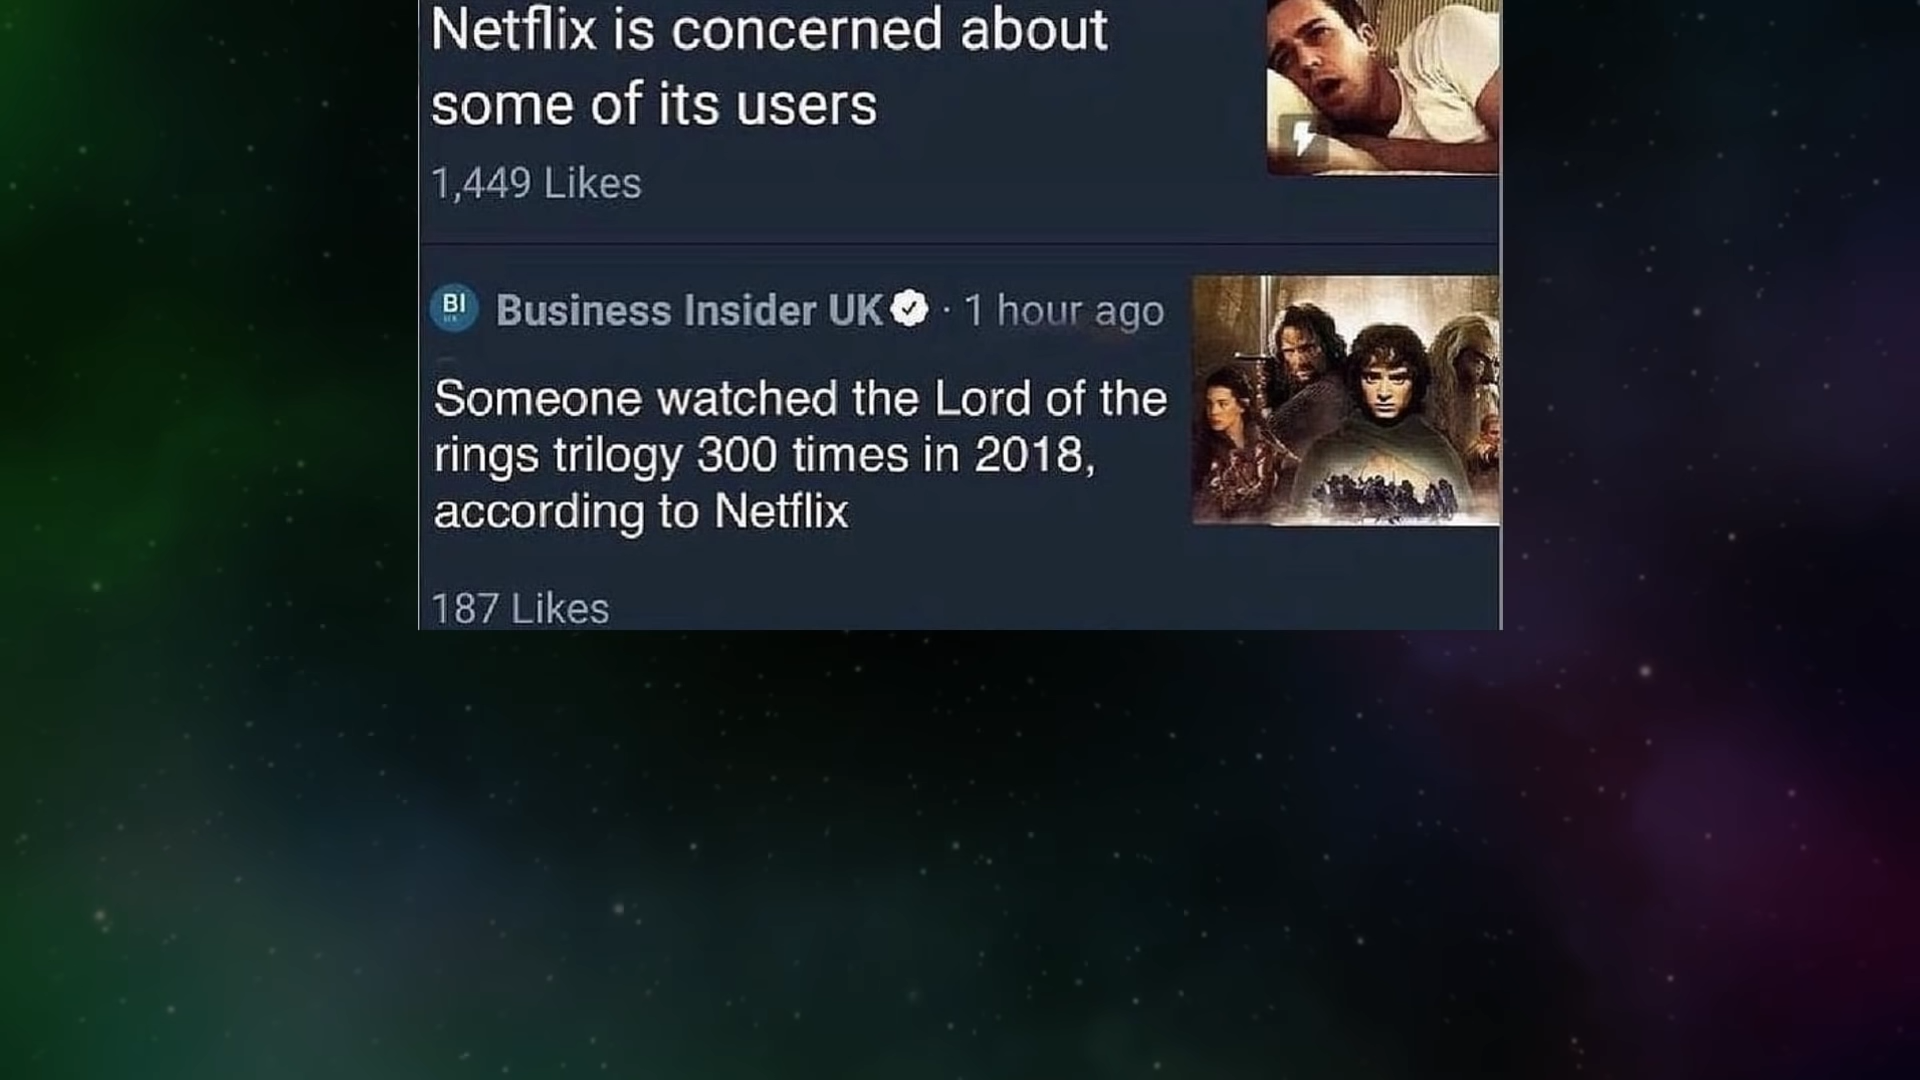 Netflix is concerned about
some of its users
1,449 Likes
BI
Business Insider UK · 1 hour ago
Someone watched the Lord of the
rings trilogy 300 times in 2018,
according to Netflix
187 Likes